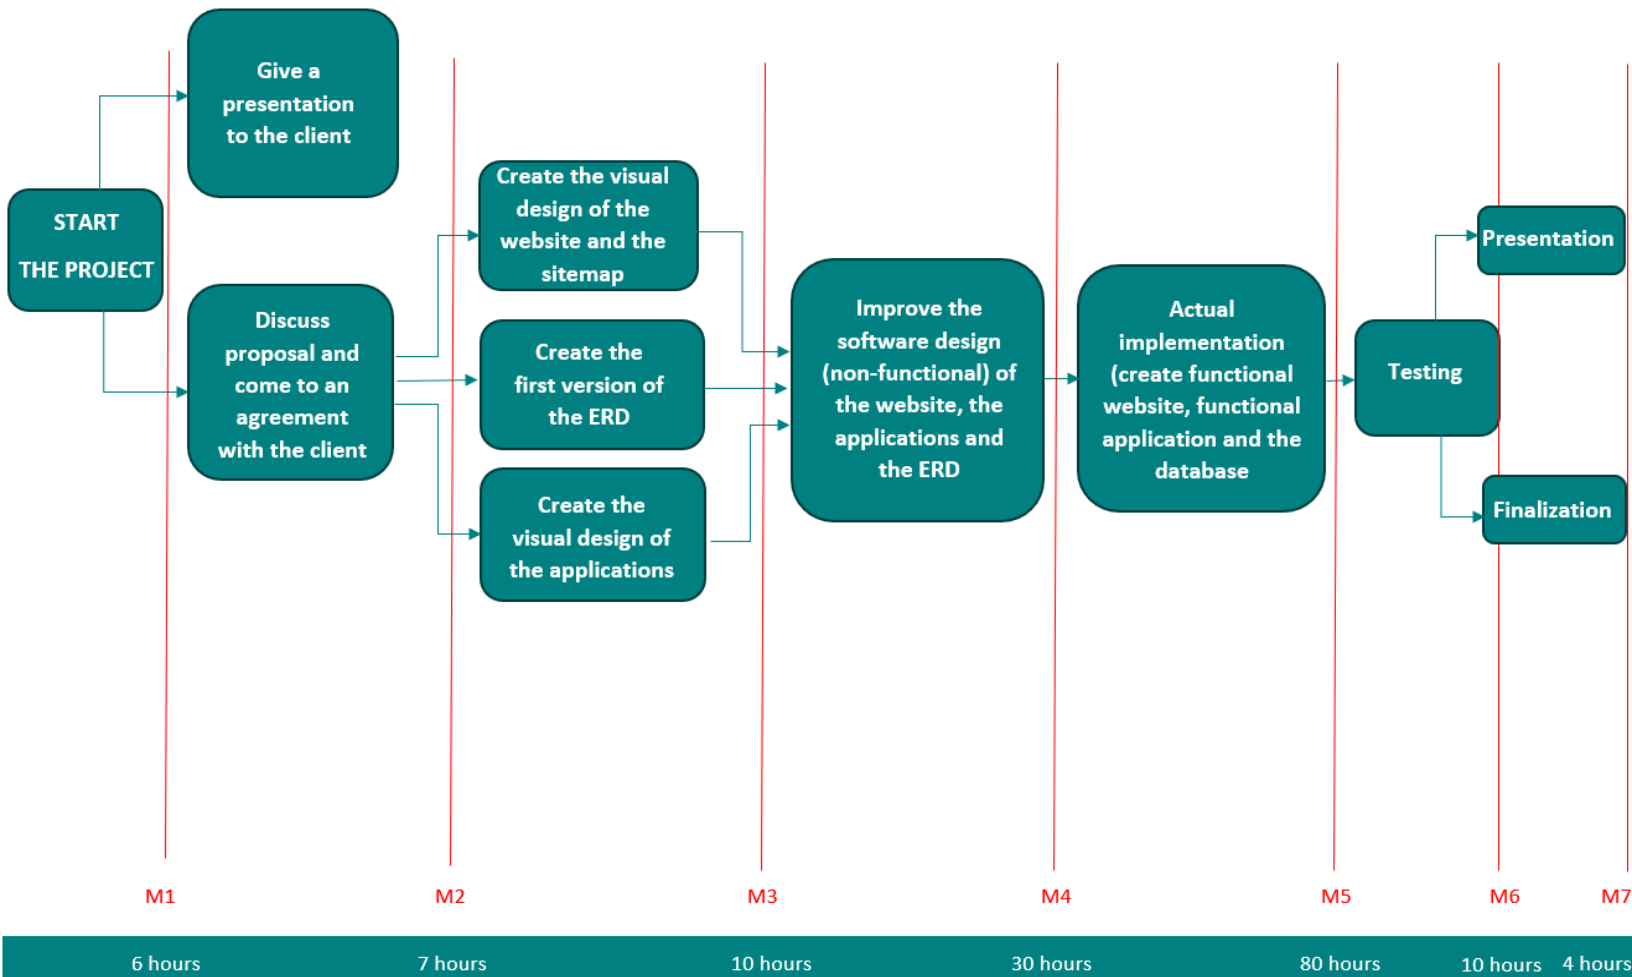 Give a
presentation
to the client
START
THE PROJECT
Discuss
proposal and
come to an
agreement
with the client
Create the visual
design of the
website and the
sitemap
Create the
first version of
the ERD
Create the
visual design of
the applications
Improve the
software design
(non-functional) of
the website, the
applications and
the ERD
Actual
implementation
(create functional
website, functional
application and the
database
Testing
Presentation
Finalization
M1
M2
M3
M4
M5
M6
M7
6 hours
7 hours
10 hours
30 hours
80 hours
10 hours
4 hours